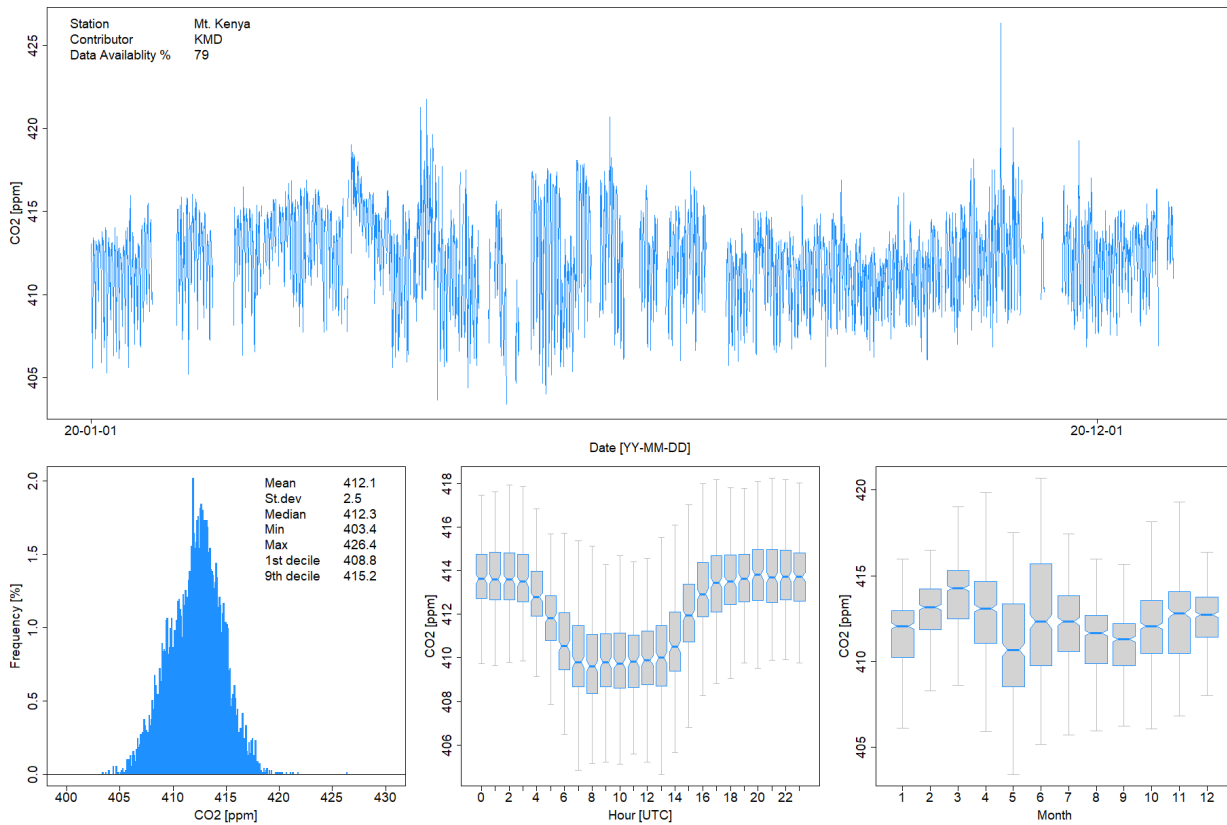 Station Mt. Kenya
Contributor KMD
Data Availablity % 79
CO2 [ppm]
425
420
415
410
405
20-01-01 20-12-01
Date [YY-MM-DD]
Frequency [%]
2.0
1.5
1.0
0.5
0.0
Mean 412.1
St.dev 2.5
Median 412.3
Min 403.4
Max 426.4
1st decile 408.8
9th decile 415.2
400 405 410 415 420 425 430
CO2 [ppm]
CO2 [ppm]
418
416
414
412
410
408
406
0 2 4 6 8 10 12 14 16 18 20 22
Hour [UTC]
CO2 [ppm]
420
415
410
405
1 2 3 4 5 6 7 8 9 10 11 12
Month